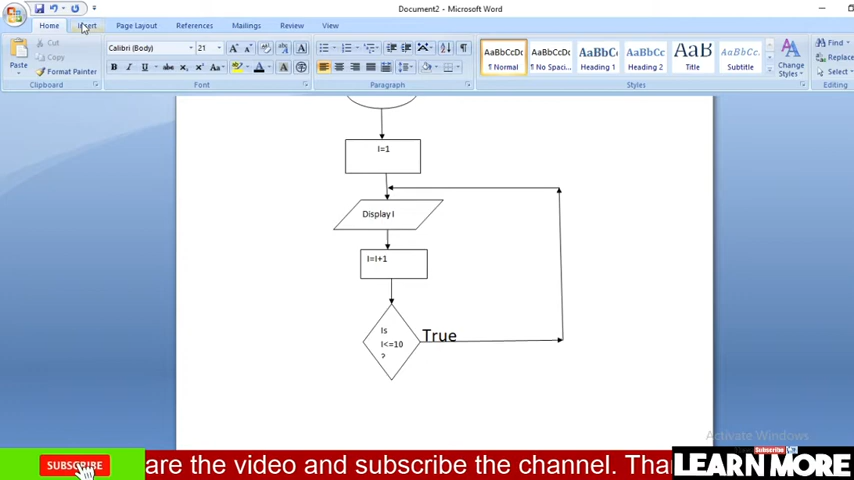 Document2 - Microsoft Word
Home Insert Page Layout References Mailings Review View
Paste
Cut
Copy
Format Painter
Clipboard
Calibri (Body) 21
Font
Paragraph
AaBbCcDc AaBbCcDc AaBbCc AaBbCc AaB AaBbCc.
¶ Normal ¶ No Spaci... Heading 1 Heading 2 Title Subtitle
Change
Styles
Styles
Find
Replace
Select
Editing
I=1
Display I
I=I+1
Is
I<=10
?
True
Activate Windows
Subscribe
SUBSCRIBE
are the video and subscribe the channel. Tha
LEARN MORE